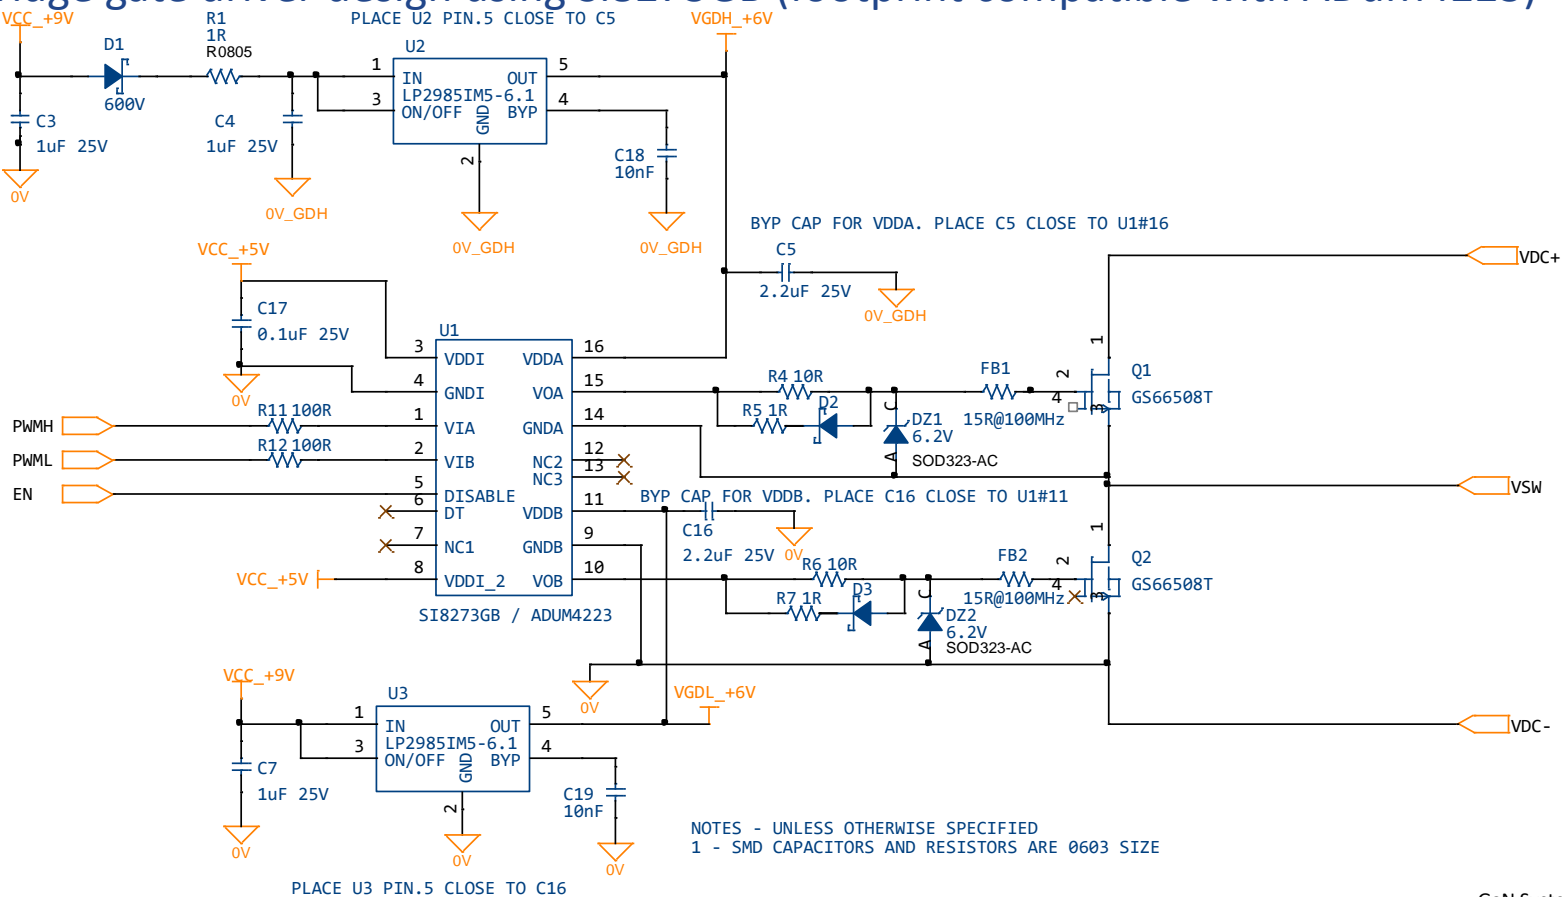 gate driver design using (footprint compatible with
VCC_+9V
R1
1R
R0805
PLACE U2 PIN.5 CLOSE TO C5
VGDH_+6V
D1
600V
U2
1 IN OUT 5
LP2985IM5-6.1
3 ON/OFF GND BYP 4
2
C3
1uF 25V
C4
1uF 25V
C18
10nF
0V
0V_GDH
0V_GDH
0V_GDH
BYP CAP FOR VDDA. PLACE C5 CLOSE TO U1#16
VCC_+5V
C5
2.2uF 25V
0V_GDH
VDC+
C17
0.1uF 25V
0V
U1
3 VDDI VDDA 16
4 GNDI VOA 15
1 VIA GNDA 14
2 VIB NC2 12
NC3 13
5 DISABLE
6 DT VDDB 11
7 NC1 GNDB 9
8 VDDI_2 VOB 10
SI8273GB / ADUM4223
PWMH
R11 100R
PWML
R12 100R
EN
VCC_+5V
R4 10R
R5 1R
D2
C
DZ1
6.2V
A
SOD323-AC
FB1
15R@100MHz
1
2
4
3
Q1
GS66508T
VSW
BYP CAP FOR VDDB. PLACE C16 CLOSE TO U1#11
C16
2.2uF 25V
0V
R6 10R
R7 1R
D3
C
DZ2
6.2V
A
SOD323-AC
FB2
15R@100MHz
1
2
4
3
Q2
GS66508T
0V
VDC-
VCC_+9V
U3
VGDL_+6V
1 IN OUT 5
LP2985IM5-6.1
3 ON/OFF GND BYP 4
2
C7
1uF 25V
C19
10nF
0V
0V
0V
NOTES - UNLESS OTHERWISE SPECIFIED
1 - SMD CAPACITORS AND RESISTORS ARE 0603 SIZE
PLACE U3 PIN.5 CLOSE TO C16